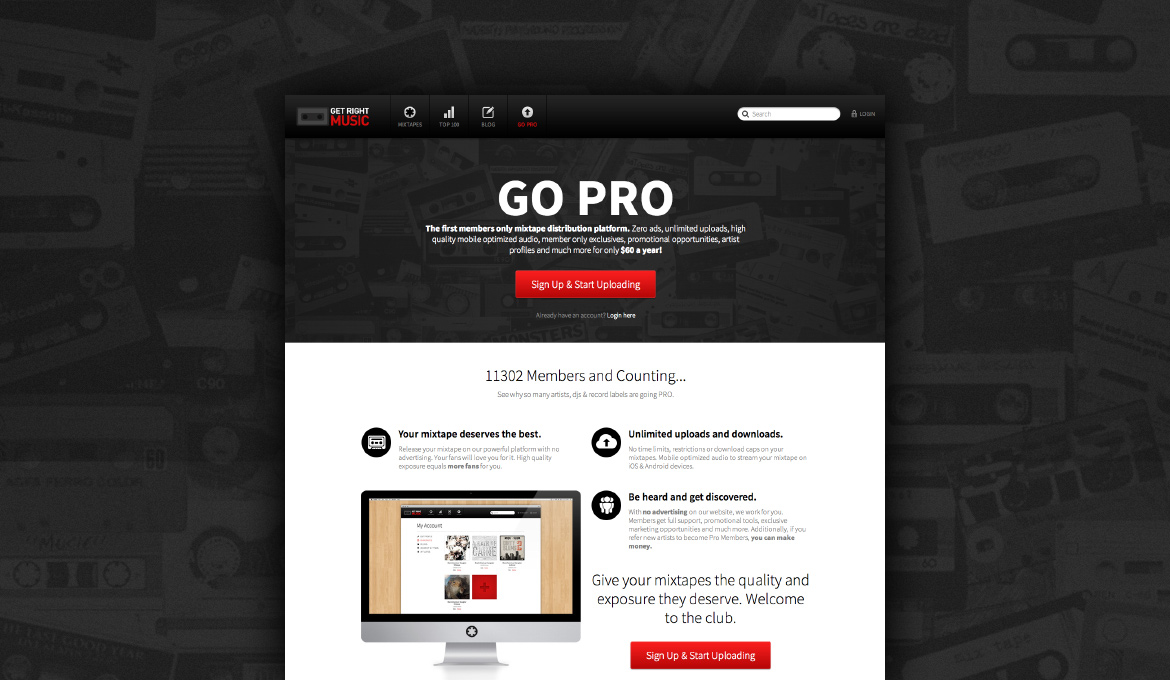 GET RIGHT
MUSIC
MIXTAPES
TOP 100
BLOG
GO PRO
Search
LOGIN
GO PRO
The first members only mixtape distribution platform. Zero ads, unlimited uploads, high
quality mobile optimized audio, member only exclusives, promotional opportunities, artist
profiles and much more for only $60 a year!
Sign Up & Start Uploading
Already have an account? Login here
MONSTERS
C90
60
11302 Members and Counting...
See why so many artists, djs & record labels are going PRO.
Your mixtape deserves the best.
Release your mixtape on our powerful platform with no
advertising. Your fans will love you for it. High quality
exposure equals more fans for you.
Unlimited uploads and downloads.
No time limits, restrictions or download caps on your
mixtapes. Mobile optimized audio to stream your mixtape on
iOS & Android devices.
Be heard and get discovered.
With no advertising on our website, we work for you.
Members get full support, promotional tools, exclusive
marketing opportunities and much more. Additionally, if you
refer new artists to become Pro Members, you can make
money.
My Account
Give your mixtapes the quality and
exposure they deserve. Welcome
to the club.
Sign Up & Start Uploading